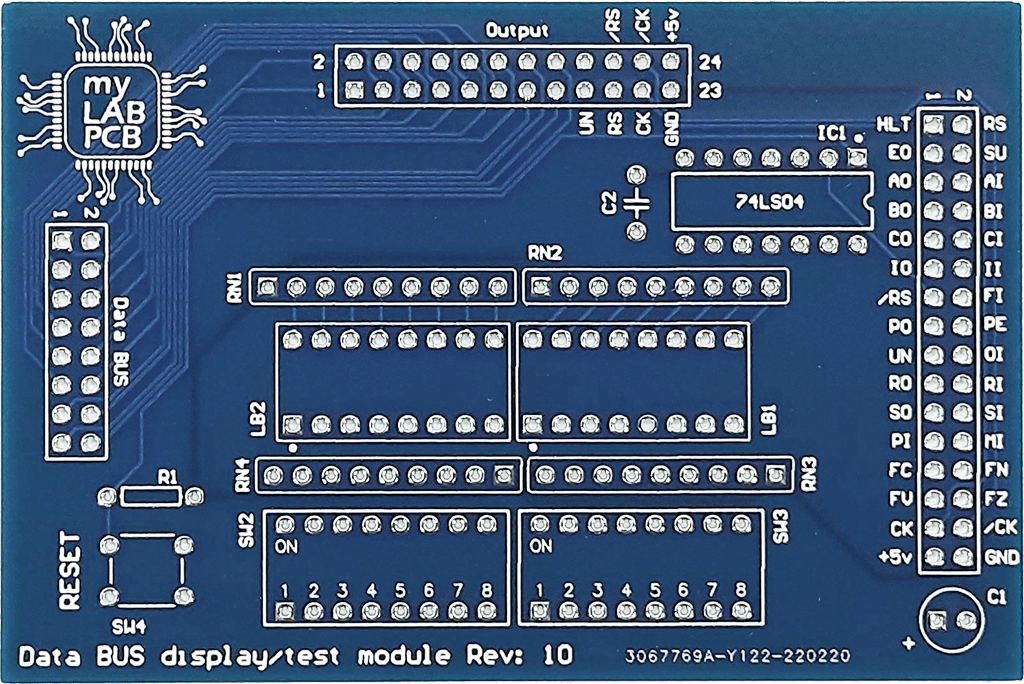 my
LAB
PCB
Output
/RS
/CK
+5v
2
24
1
23
UN
RS
CK
GND
IC1
74LS04
C2
1 2
HLT RS
EO SU
AO AI
BO BI
CO CI
IO II
/RS FI
PO PE
UN OI
RO RI
SO SI
PI MI
FC FN
FV FZ
CK /CK
+5v GND
1 2
Data BUS
RN1
RN2
LB2
LB1
RN4
RN3
R1
RESET
SW4
SW2
ON
1 2 3 4 5 6 7 8
SW3
ON
1 2 3 4 5 6 7 8
C1
+
Data BUS display/test module Rev: 10
3067769A-Y122-220220